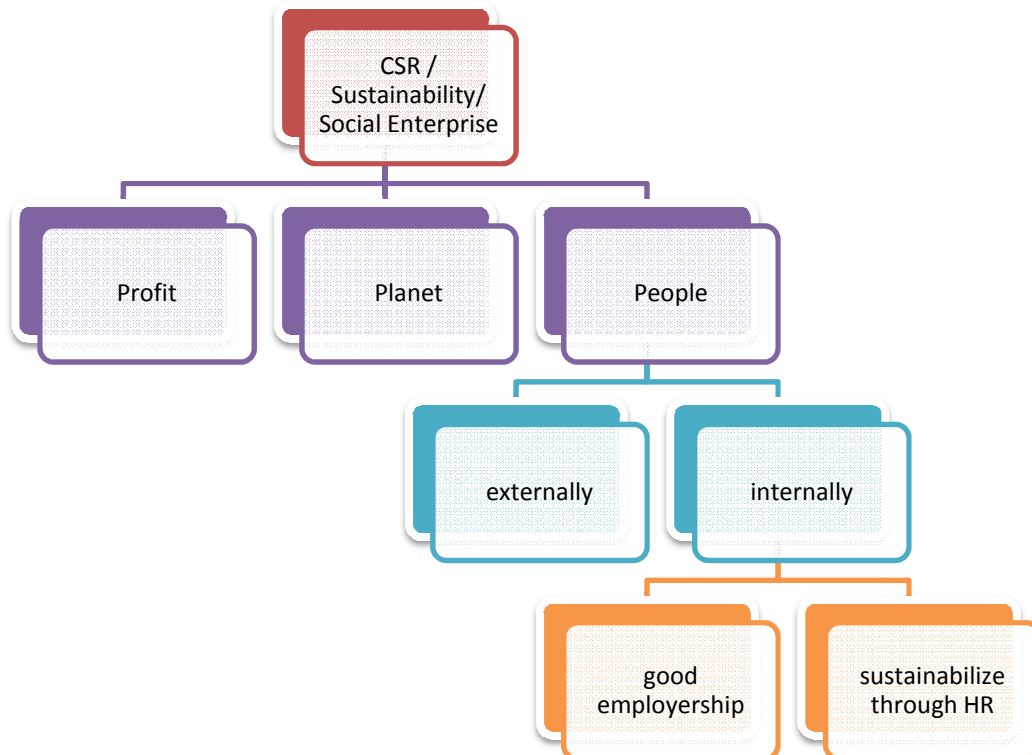 CSR /
Sustainability/
Social Enterprise
Profit
Planet
People
externally
internally
good
employership
sustainabilize
through HR